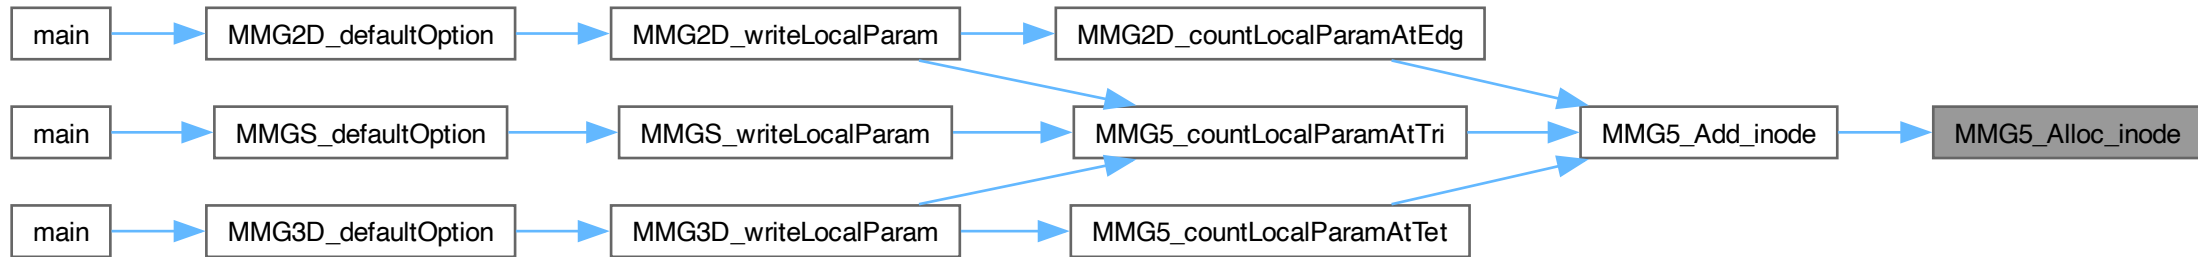 main
MMG2D_defaultOption
MMG2D_writeLocalParam
MMG2D_countLocalParamAtEdg
main
MMGS_defaultOption
MMGS_writeLocalParam
MMG5_countLocalParamAtTri
MMG5_Add_inode
MMG5_Alloc_inode
main
MMG3D_defaultOption
MMG3D_writeLocalParam
MMG5_countLocalParamAtTet